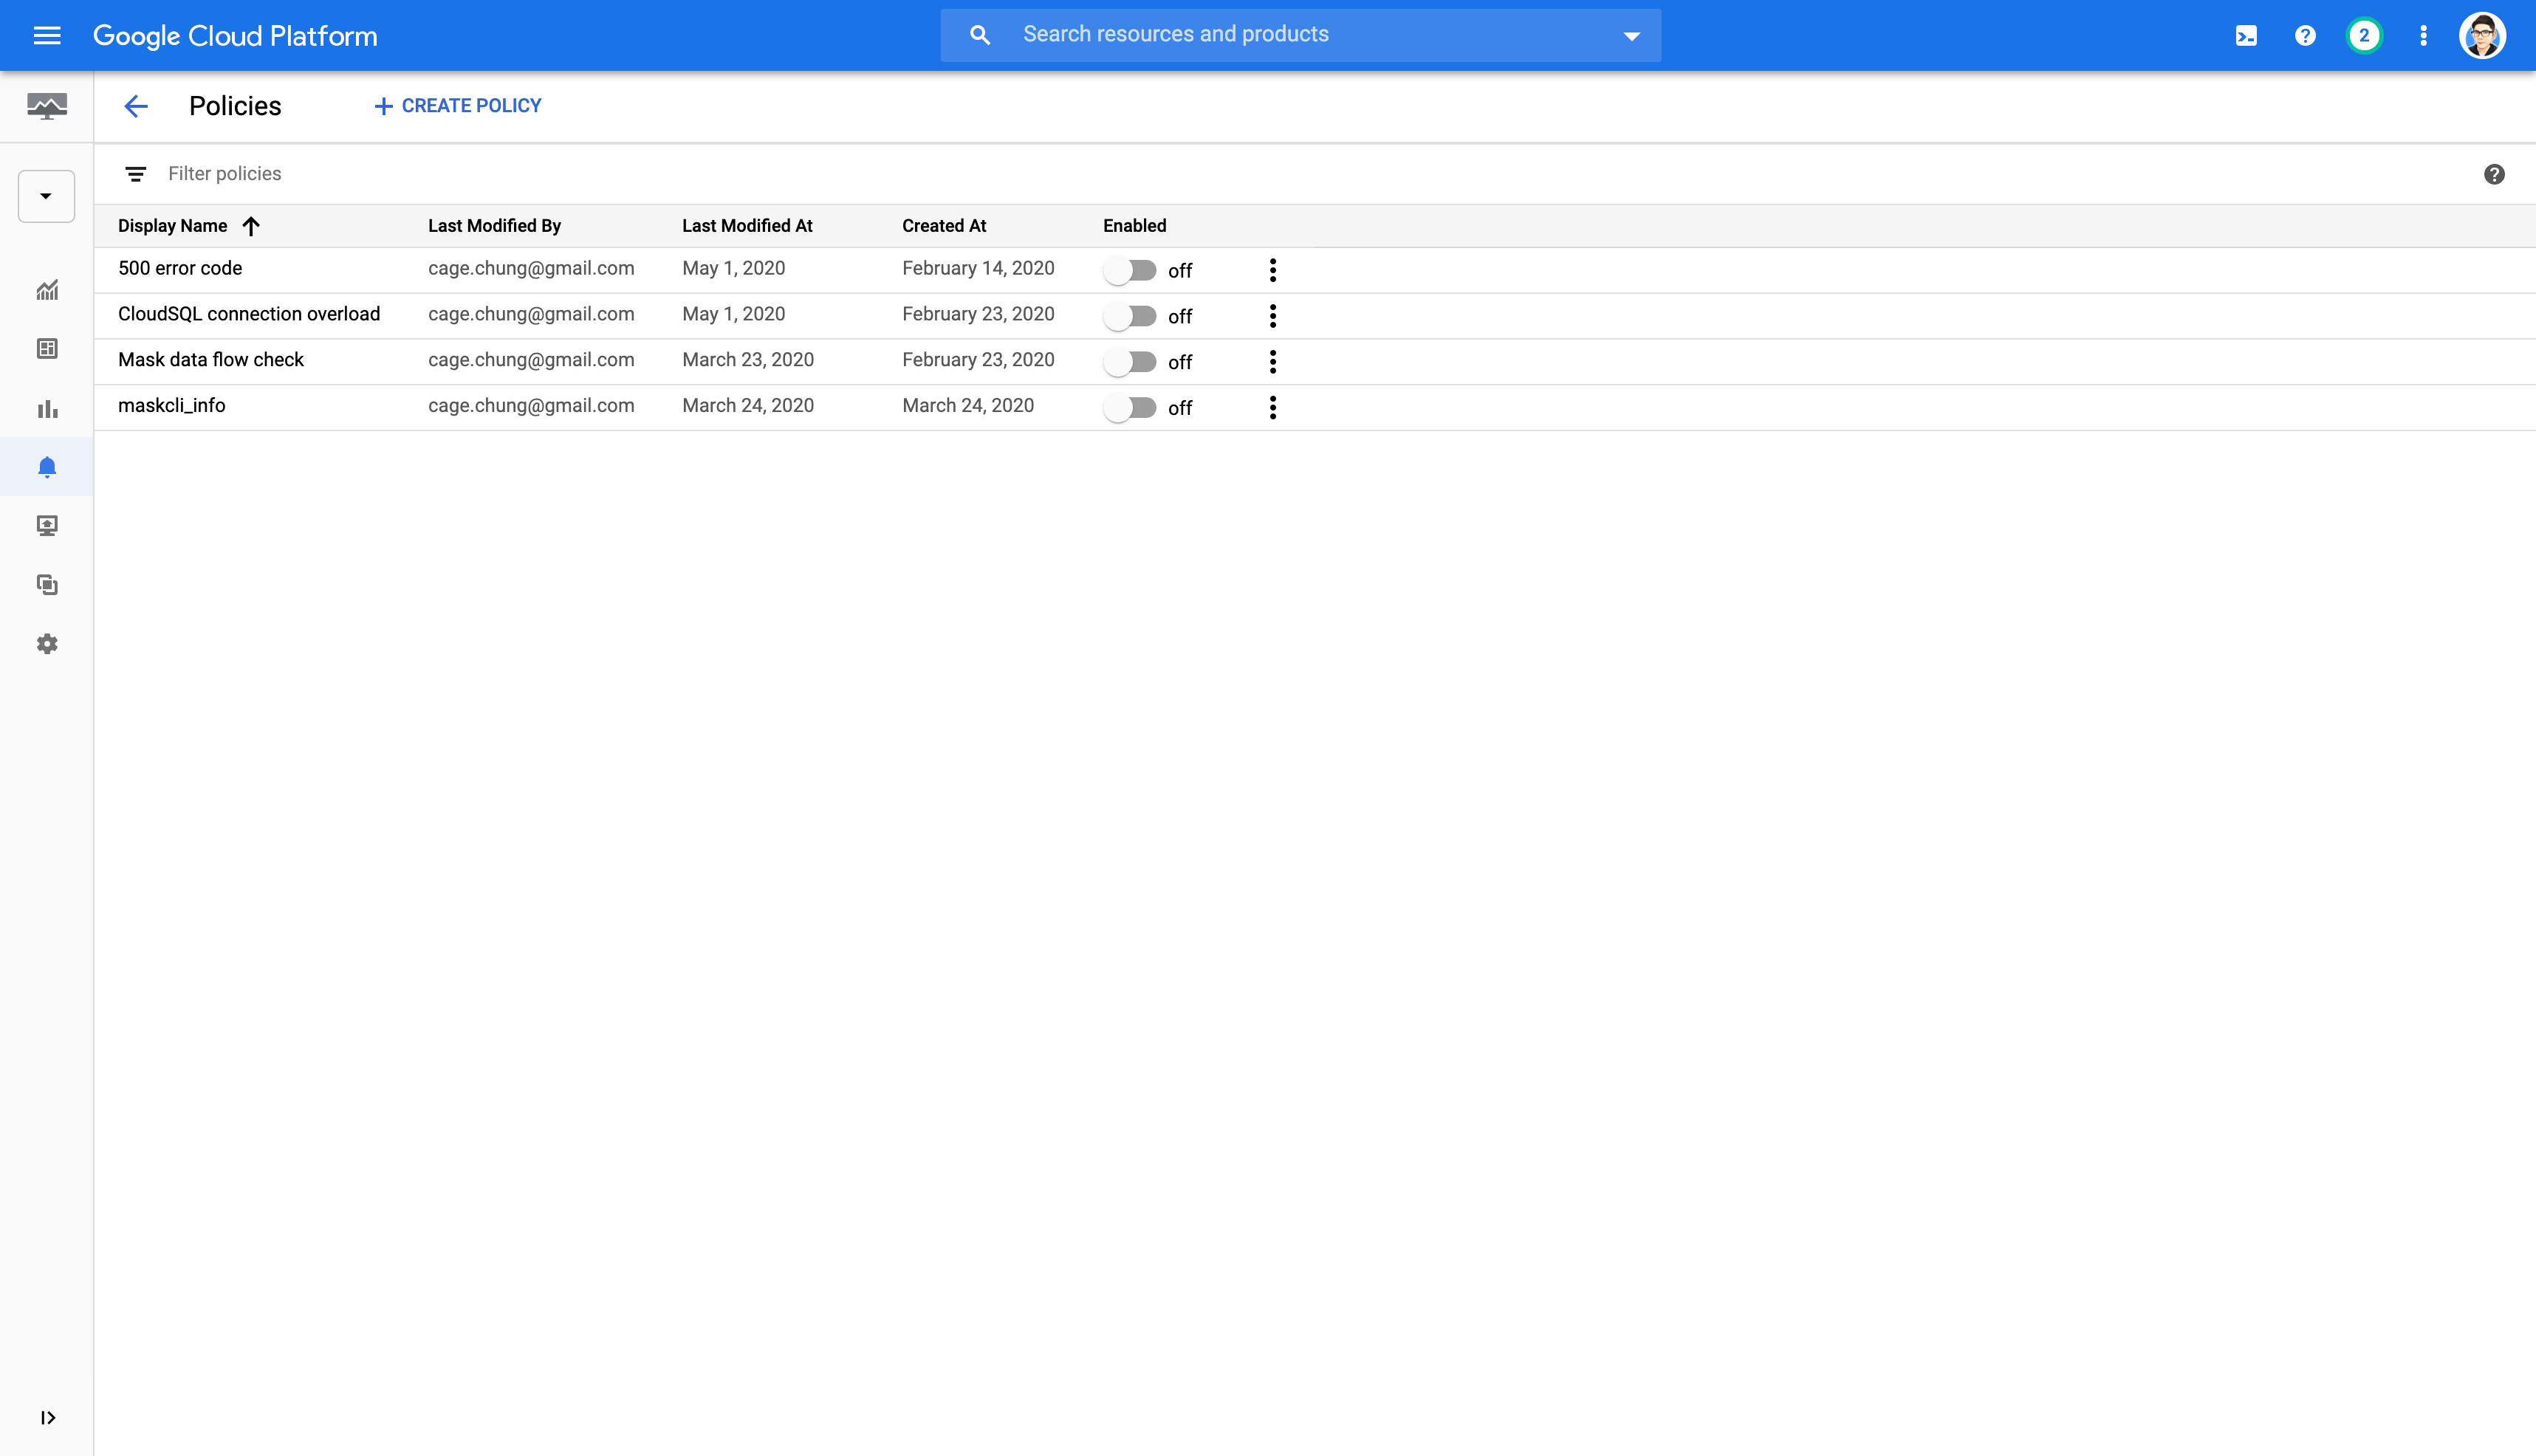 Google Cloud Platform
Search resources and products
2
Policies
CREATE POLICY
Filter policies
Display Name Last Modified By Last Modified At Created At Enabled
500 error code cage.chung@gmail.com May 1, 2020 February 14, 2020 off
CloudSQL connection overload cage.chung@gmail.com May 1, 2020 February 23, 2020 off
Mask data flow check cage.chung@gmail.com March 23, 2020 February 23, 2020 off
maskcli_info cage.chung@gmail.com March 24, 2020 March 24, 2020 off